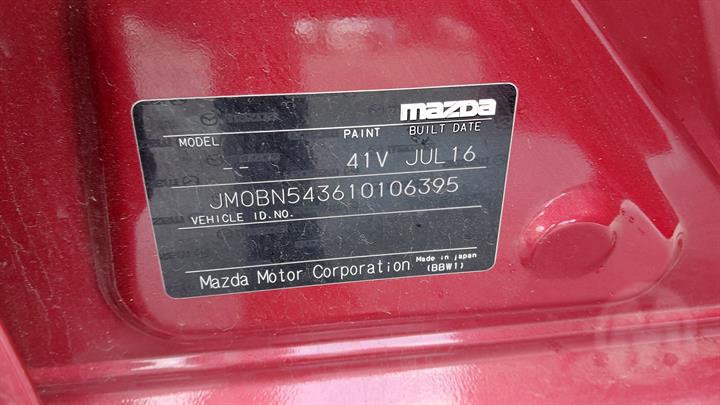 mazda
MODEL PAINT BUILT DATE
-- 41V JUL16
JM0BN543610106395
VEHICLE ID.NO.
Mazda Motor Corporation Made in japan
(BBW1)